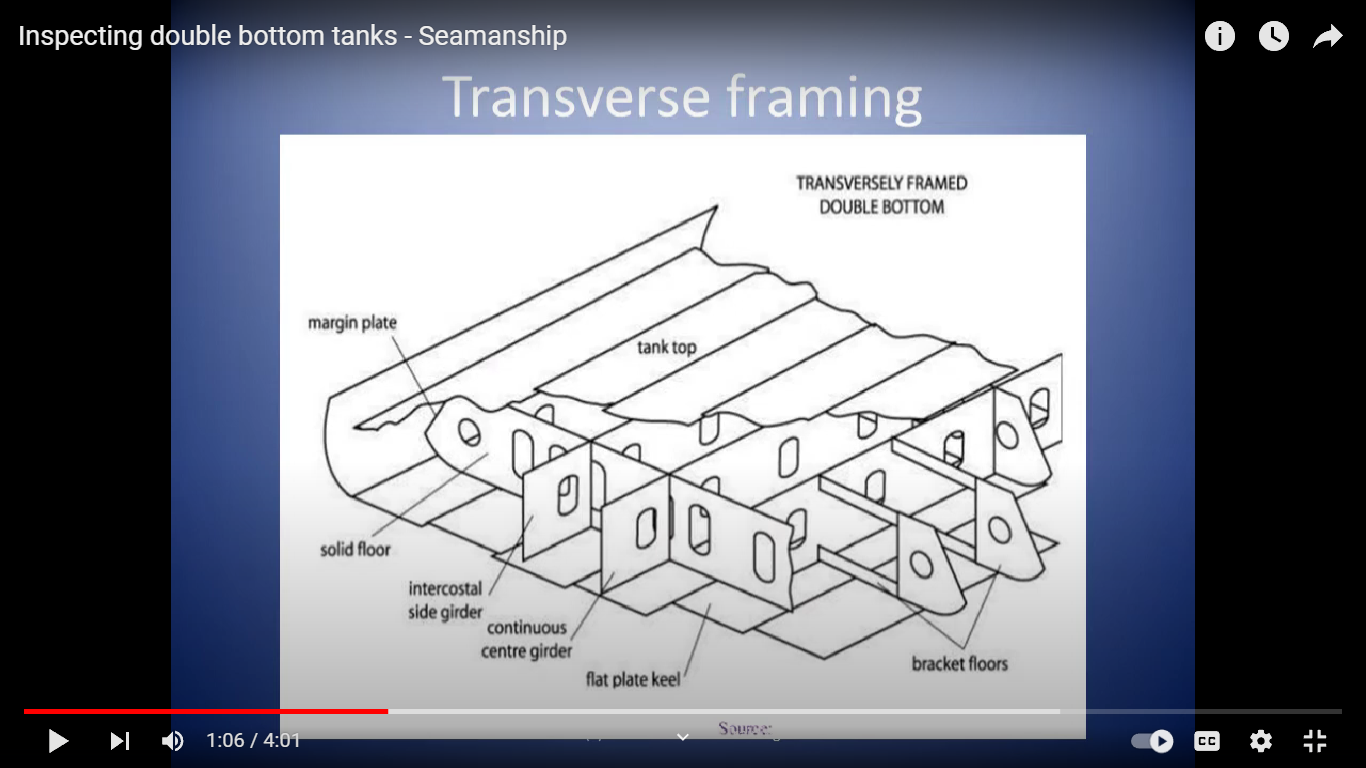 Inspecting double bottom tanks - Seamanship
Transverse framing
TRANSVERSELY FRAMED
DOUBLE BOTTOM
margin plate
tank top
solid floor
intercostal
side girder
continuous
centre girder
flat plate keel
bracket floors
Source:
1:06 / 4:01
CC